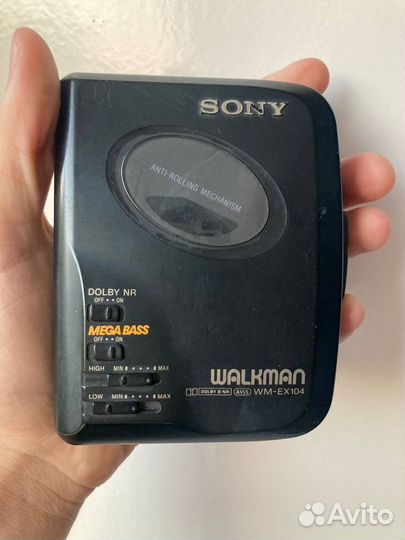 SONY
ANTI-ROLLING MECHANISM
DOLBY NR
OFF • • ON
MEGA BASS
OFF • • ON
HIGH MIN • • • • MAX
LOW MIN • • • • MAX
WALKMAN
DOLBY B NR AVLS WM-EX104
Avito